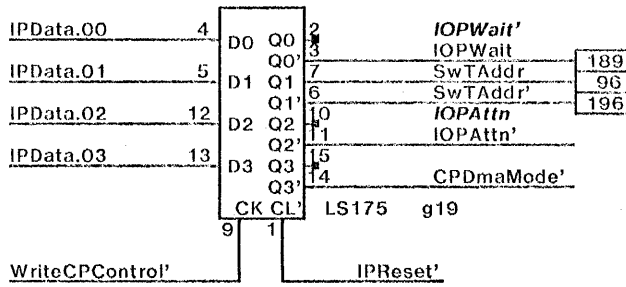 IPData.00 4 D0 Q0 2 IOPWait'
Q0' 3 IOPWait 189
IPData.01 5 D1 Q1 7 SwTAddr 96
Q1' 6 SwTAddr' 196
IPData.02 12 D2 Q2 10 IOPAttn
Q2' 11 IOPAttn'
IPData.03 13 D3 Q3 15
Q3' 14 CPDmaMode'
CK CL' LS175 g19
9 1
WriteCPControl' IPReset'